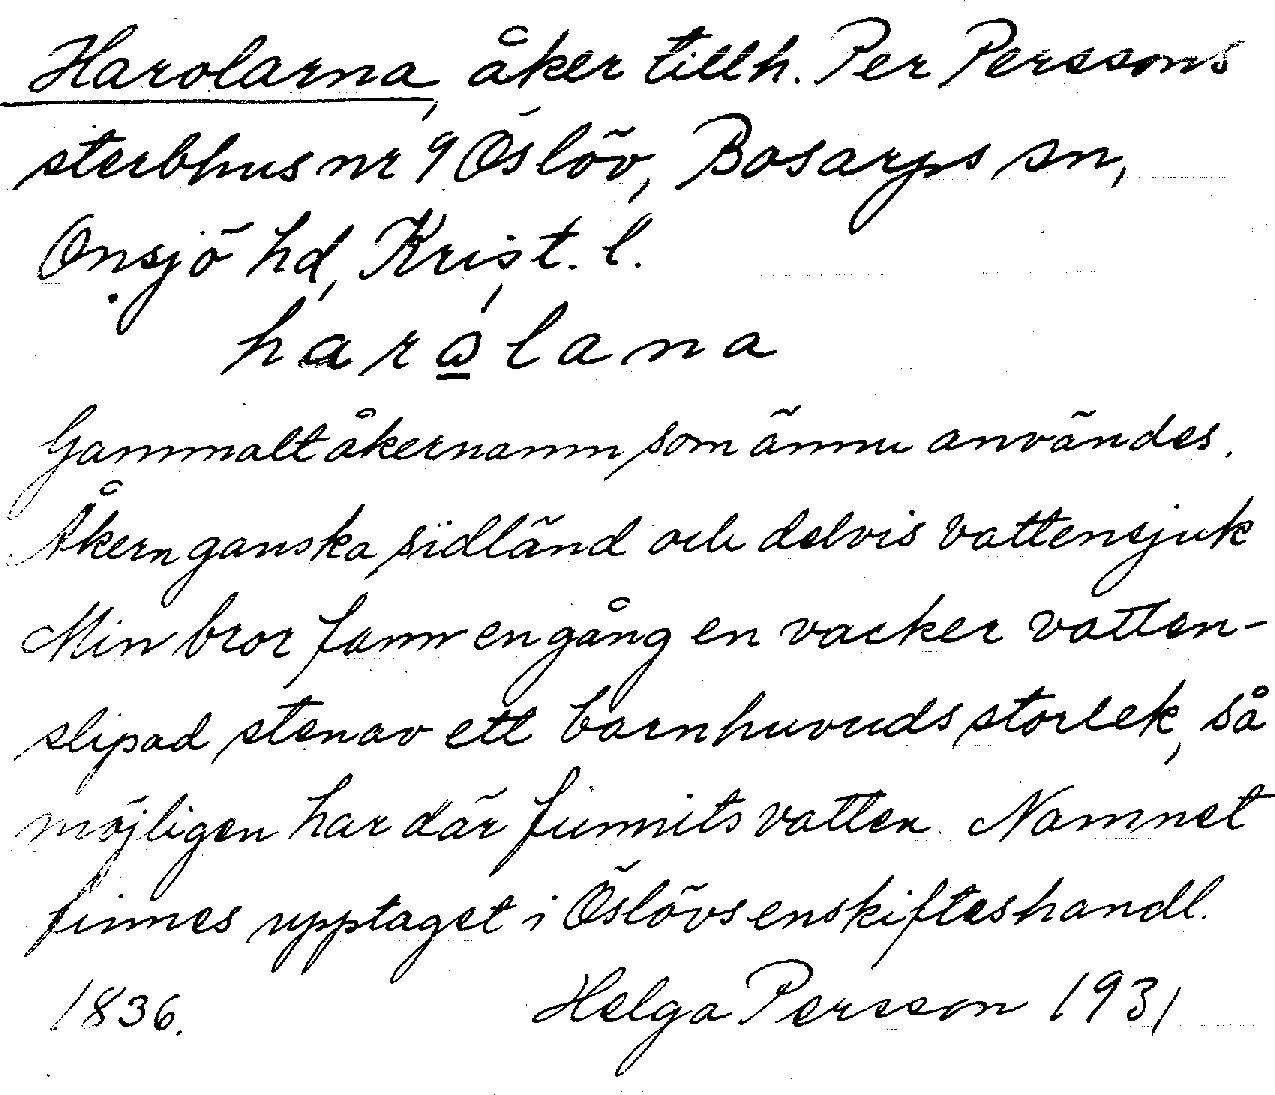 Harolarna, åker tillh. Per Perssons
sterbhus nr 9 Öslöv, Bosarps sn,
Onsjö hd, Krist. l.
harålana
Gammalt åkernamn som ännu användes.
Åkern ganska sidländ och delvis vattensjuk
Min bror fann en gång en vacker vatten-
slipad sten av ett barnhuvuds storlek, så
möjligen har där funnits vatten. Namnet
finnes upptaget i Öslövs enskifteshandl.
1836. Helga Persson 1931